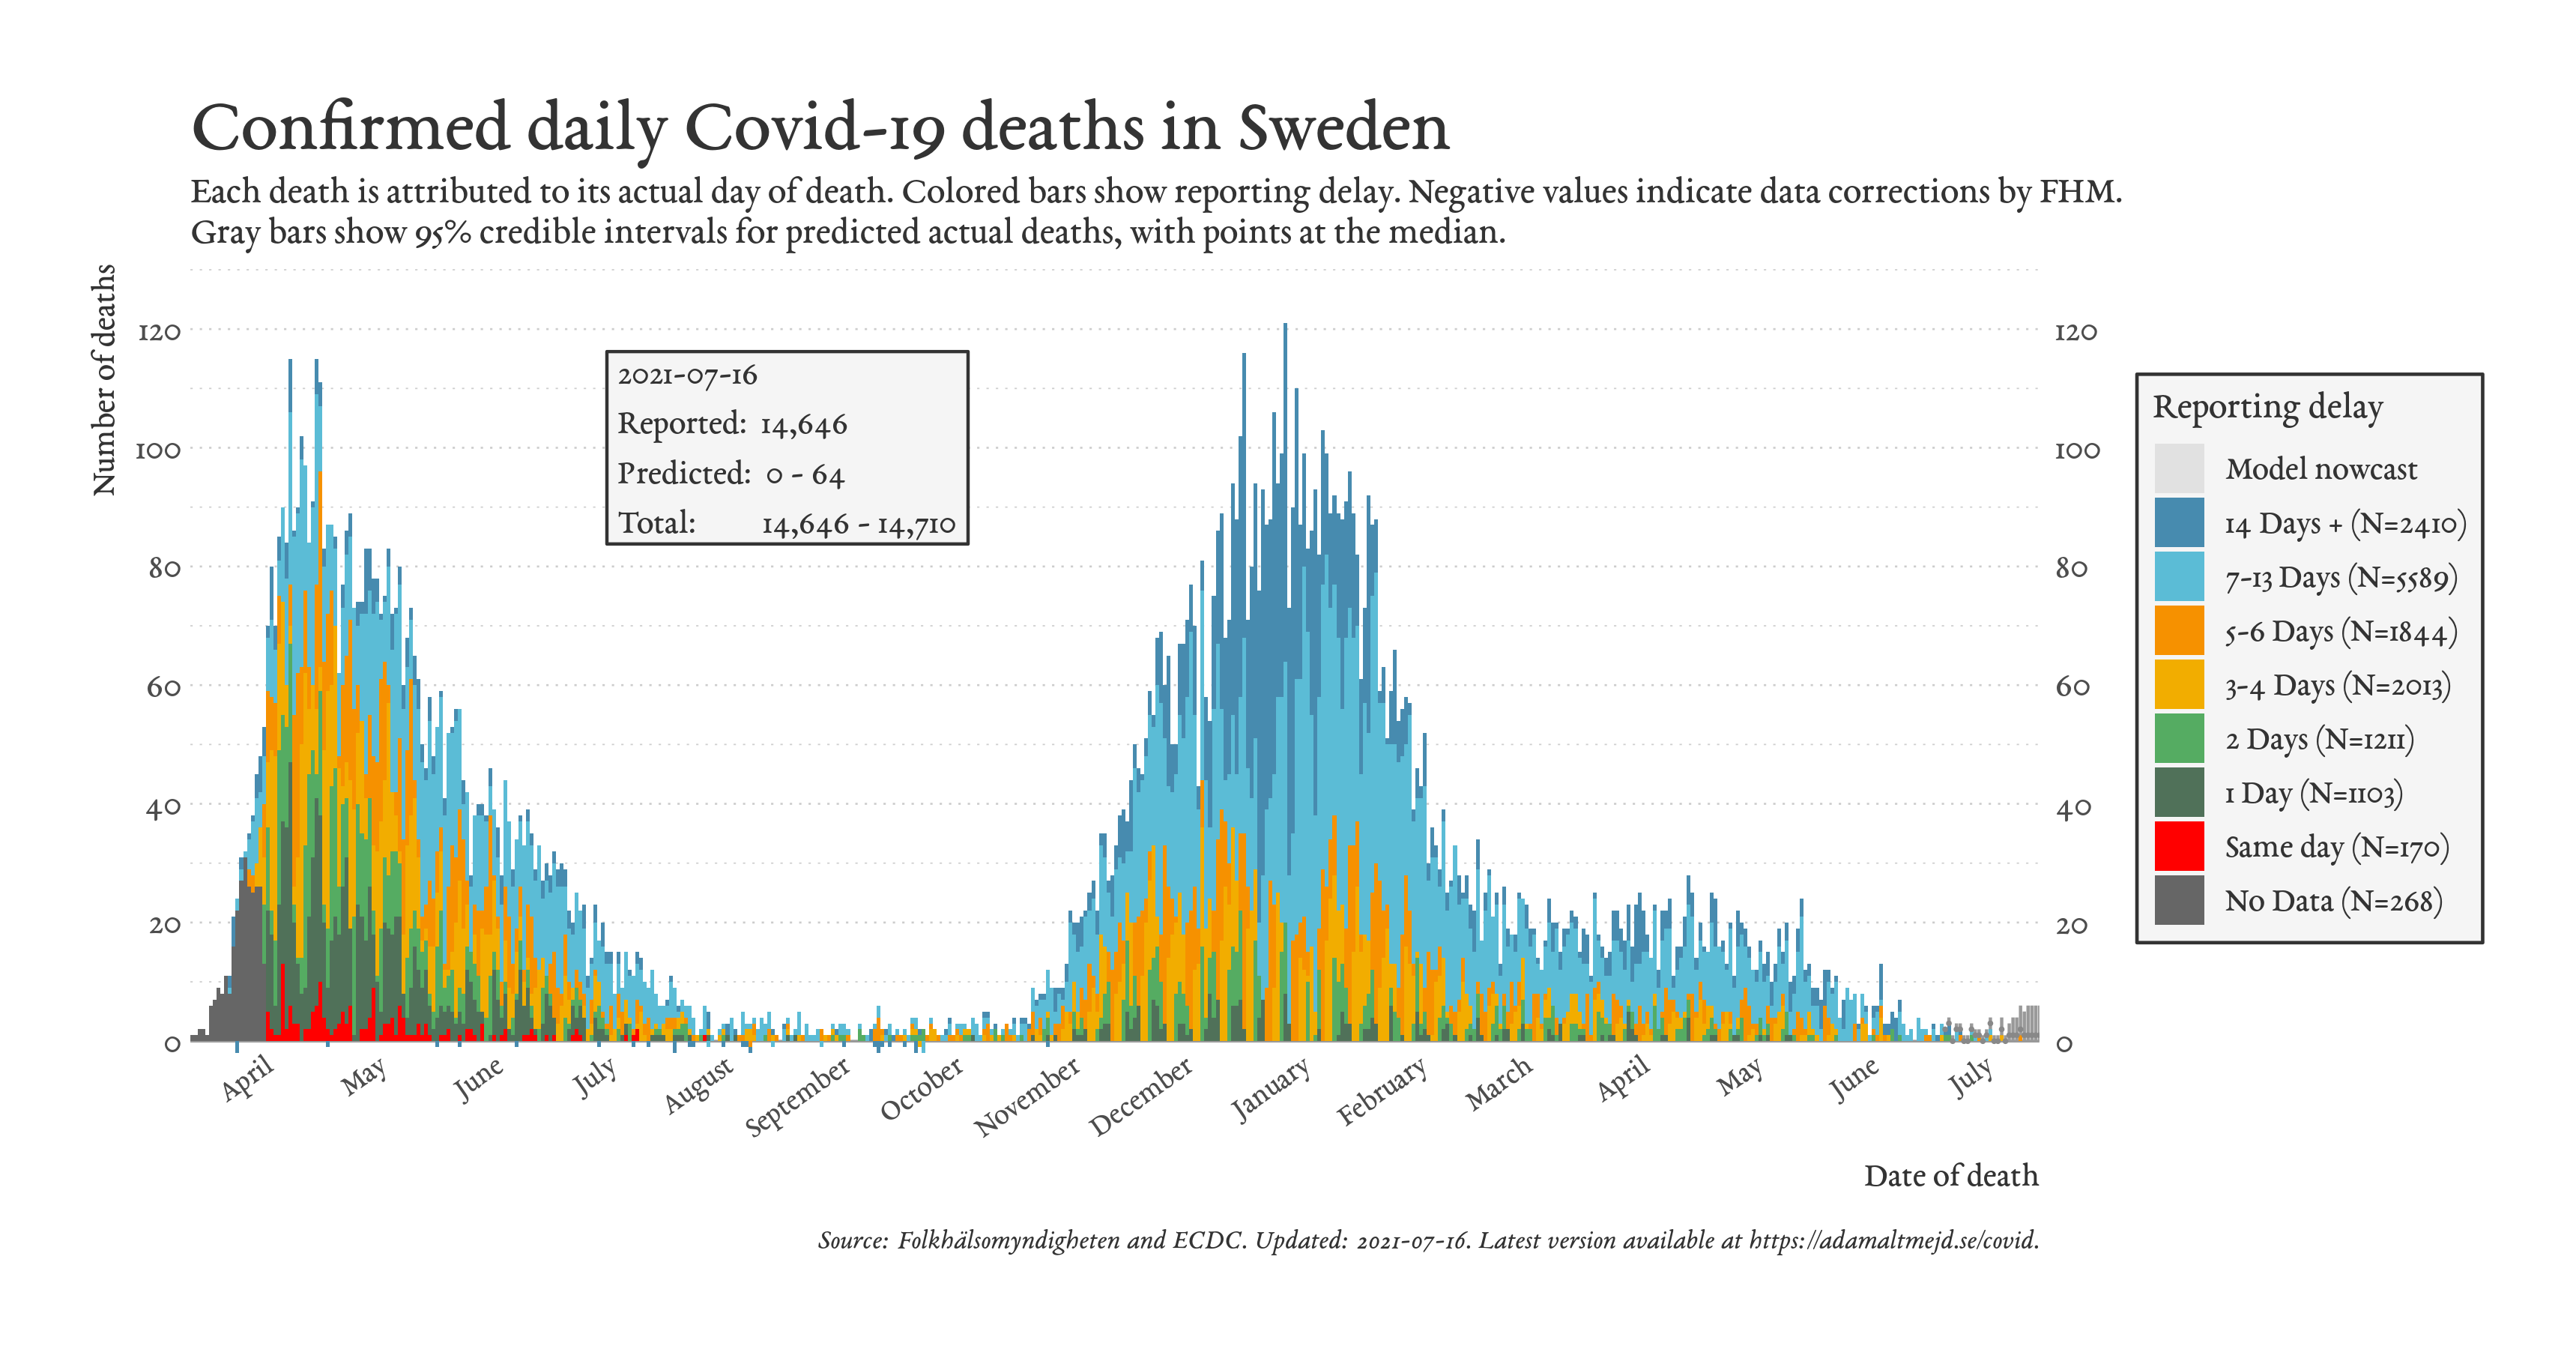 Confirmed daily Covid-19 deaths in Sweden
Each death is attributed to its actual day of death. Colored bars show reporting delay. Negative values indicate data corrections by FHM.
Gray bars show 95% credible intervals for predicted actual deaths, with points at the median.
Number of deaths
120
100
80
60
40
20
0
2021-07-16
Reported: 14,646
Predicted: 0 - 64
Total: 14,646 - 14,710
120
100
80
60
40
20
0
Reporting delay
Model nowcast
14 Days + (N=2410)
7-13 Days (N=5589)
5-6 Days (N=1844)
3-4 Days (N=2013)
2 Days (N=1211)
1 Day (N=1103)
Same day (N=170)
No Data (N=268)
April
May
June
July
August
September
October
November
December
January
February
March
April
May
June
July
Date of death
Source: Folkhälsomyndigheten and ECDC. Updated: 2021-07-16. Latest version available at https://adamaltmejd.se/covid.